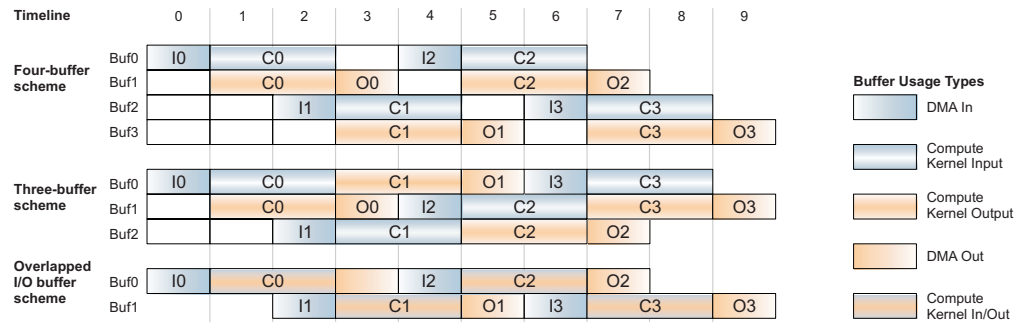 Timeline 0 1 2 3 4 5 6 7 8 9
Four-buffer
scheme
Buf0 I0 C0 I2 C2
Buf1 C0 O0 C2 O2
Buf2 I1 C1 I3 C3
Buf3 C1 O1 C3 O3
Three-buffer
scheme
Buf0 I0 C0 C1 O1 I3 C3
Buf1 C0 O0 I2 C2 C3 O3
Buf2 I1 C1 C2 O2
Overlapped
I/O buffer
scheme
Buf0 I0 C0 I2 C2 O2
Buf1 I1 C1 O1 I3 C3 O3
Buffer Usage Types
DMA In
Compute
Kernel Input
Compute
Kernel Output
DMA Out
Compute
Kernel In/Out